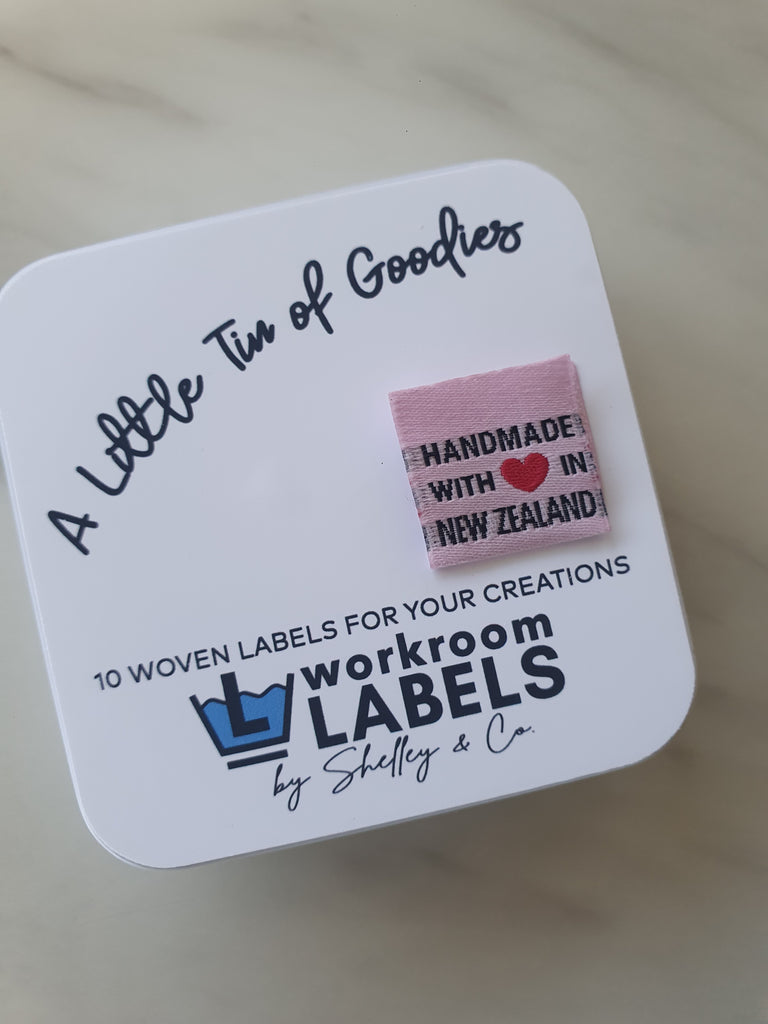 A Little Tin of Goodies
HANDMADE
WITH ❤ IN
NEW ZEALAND
10 WOVEN LABELS FOR YOUR CREATIONS
L
workroom
LABELS
by Shelley & Co.